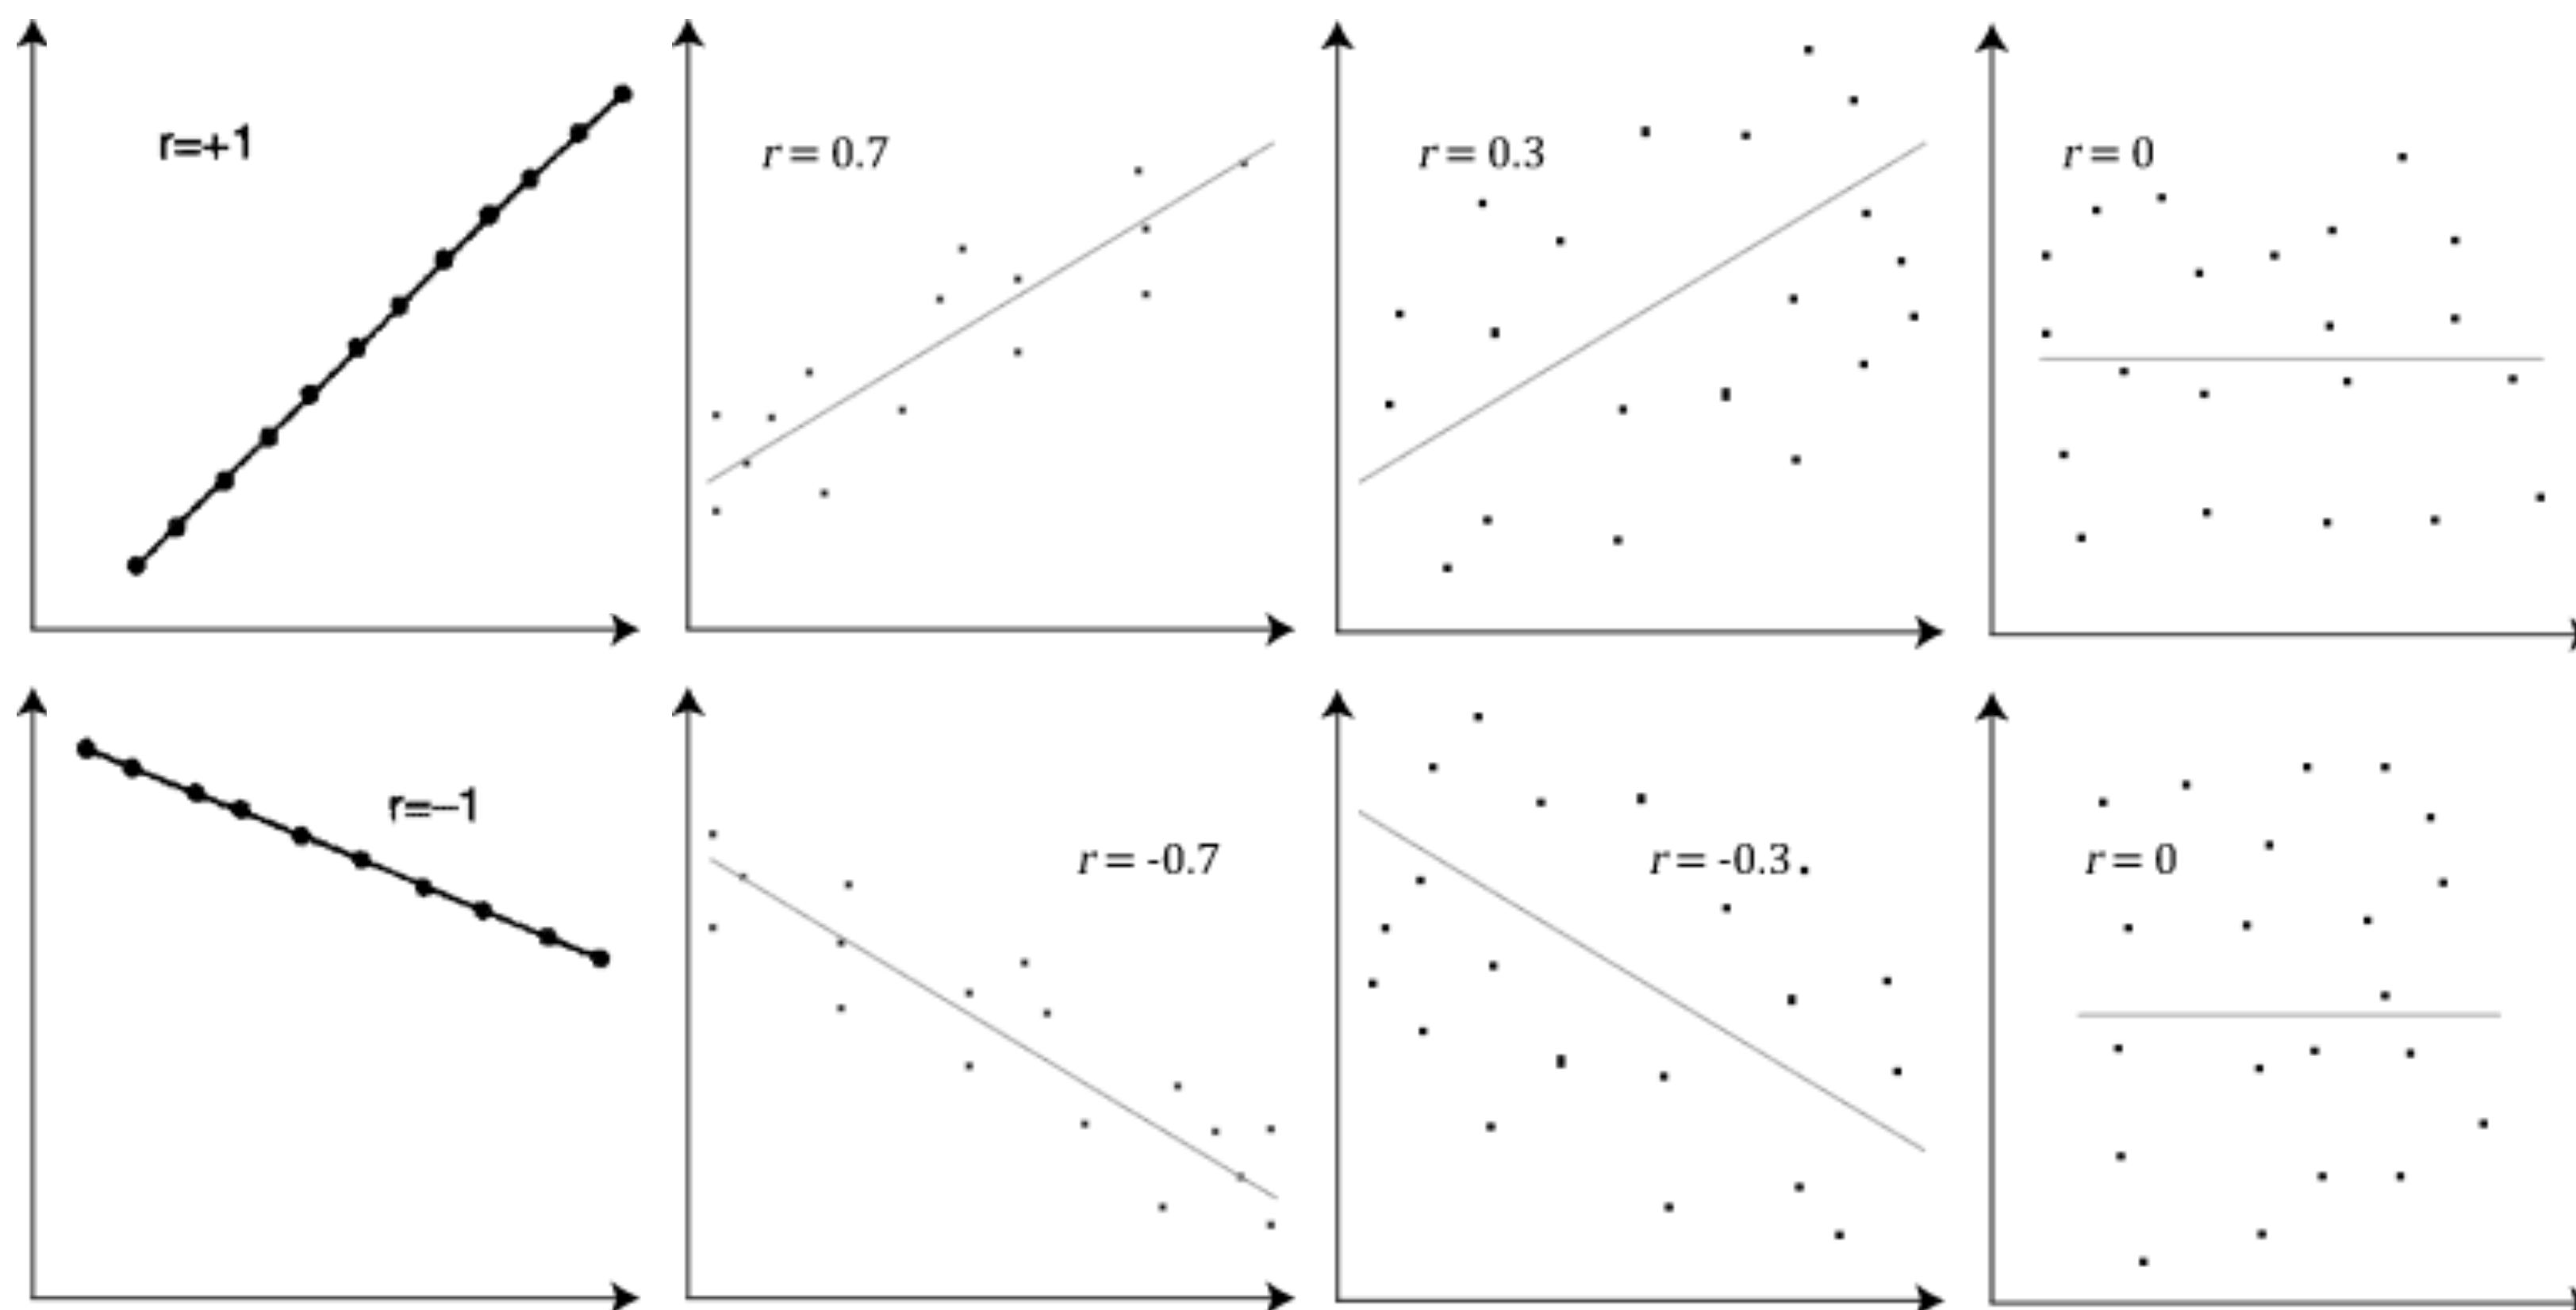 r=+1
r = 0.7
r = 0.3
r = 0
r=−1
r = -0.7
r = -0.3
r = 0